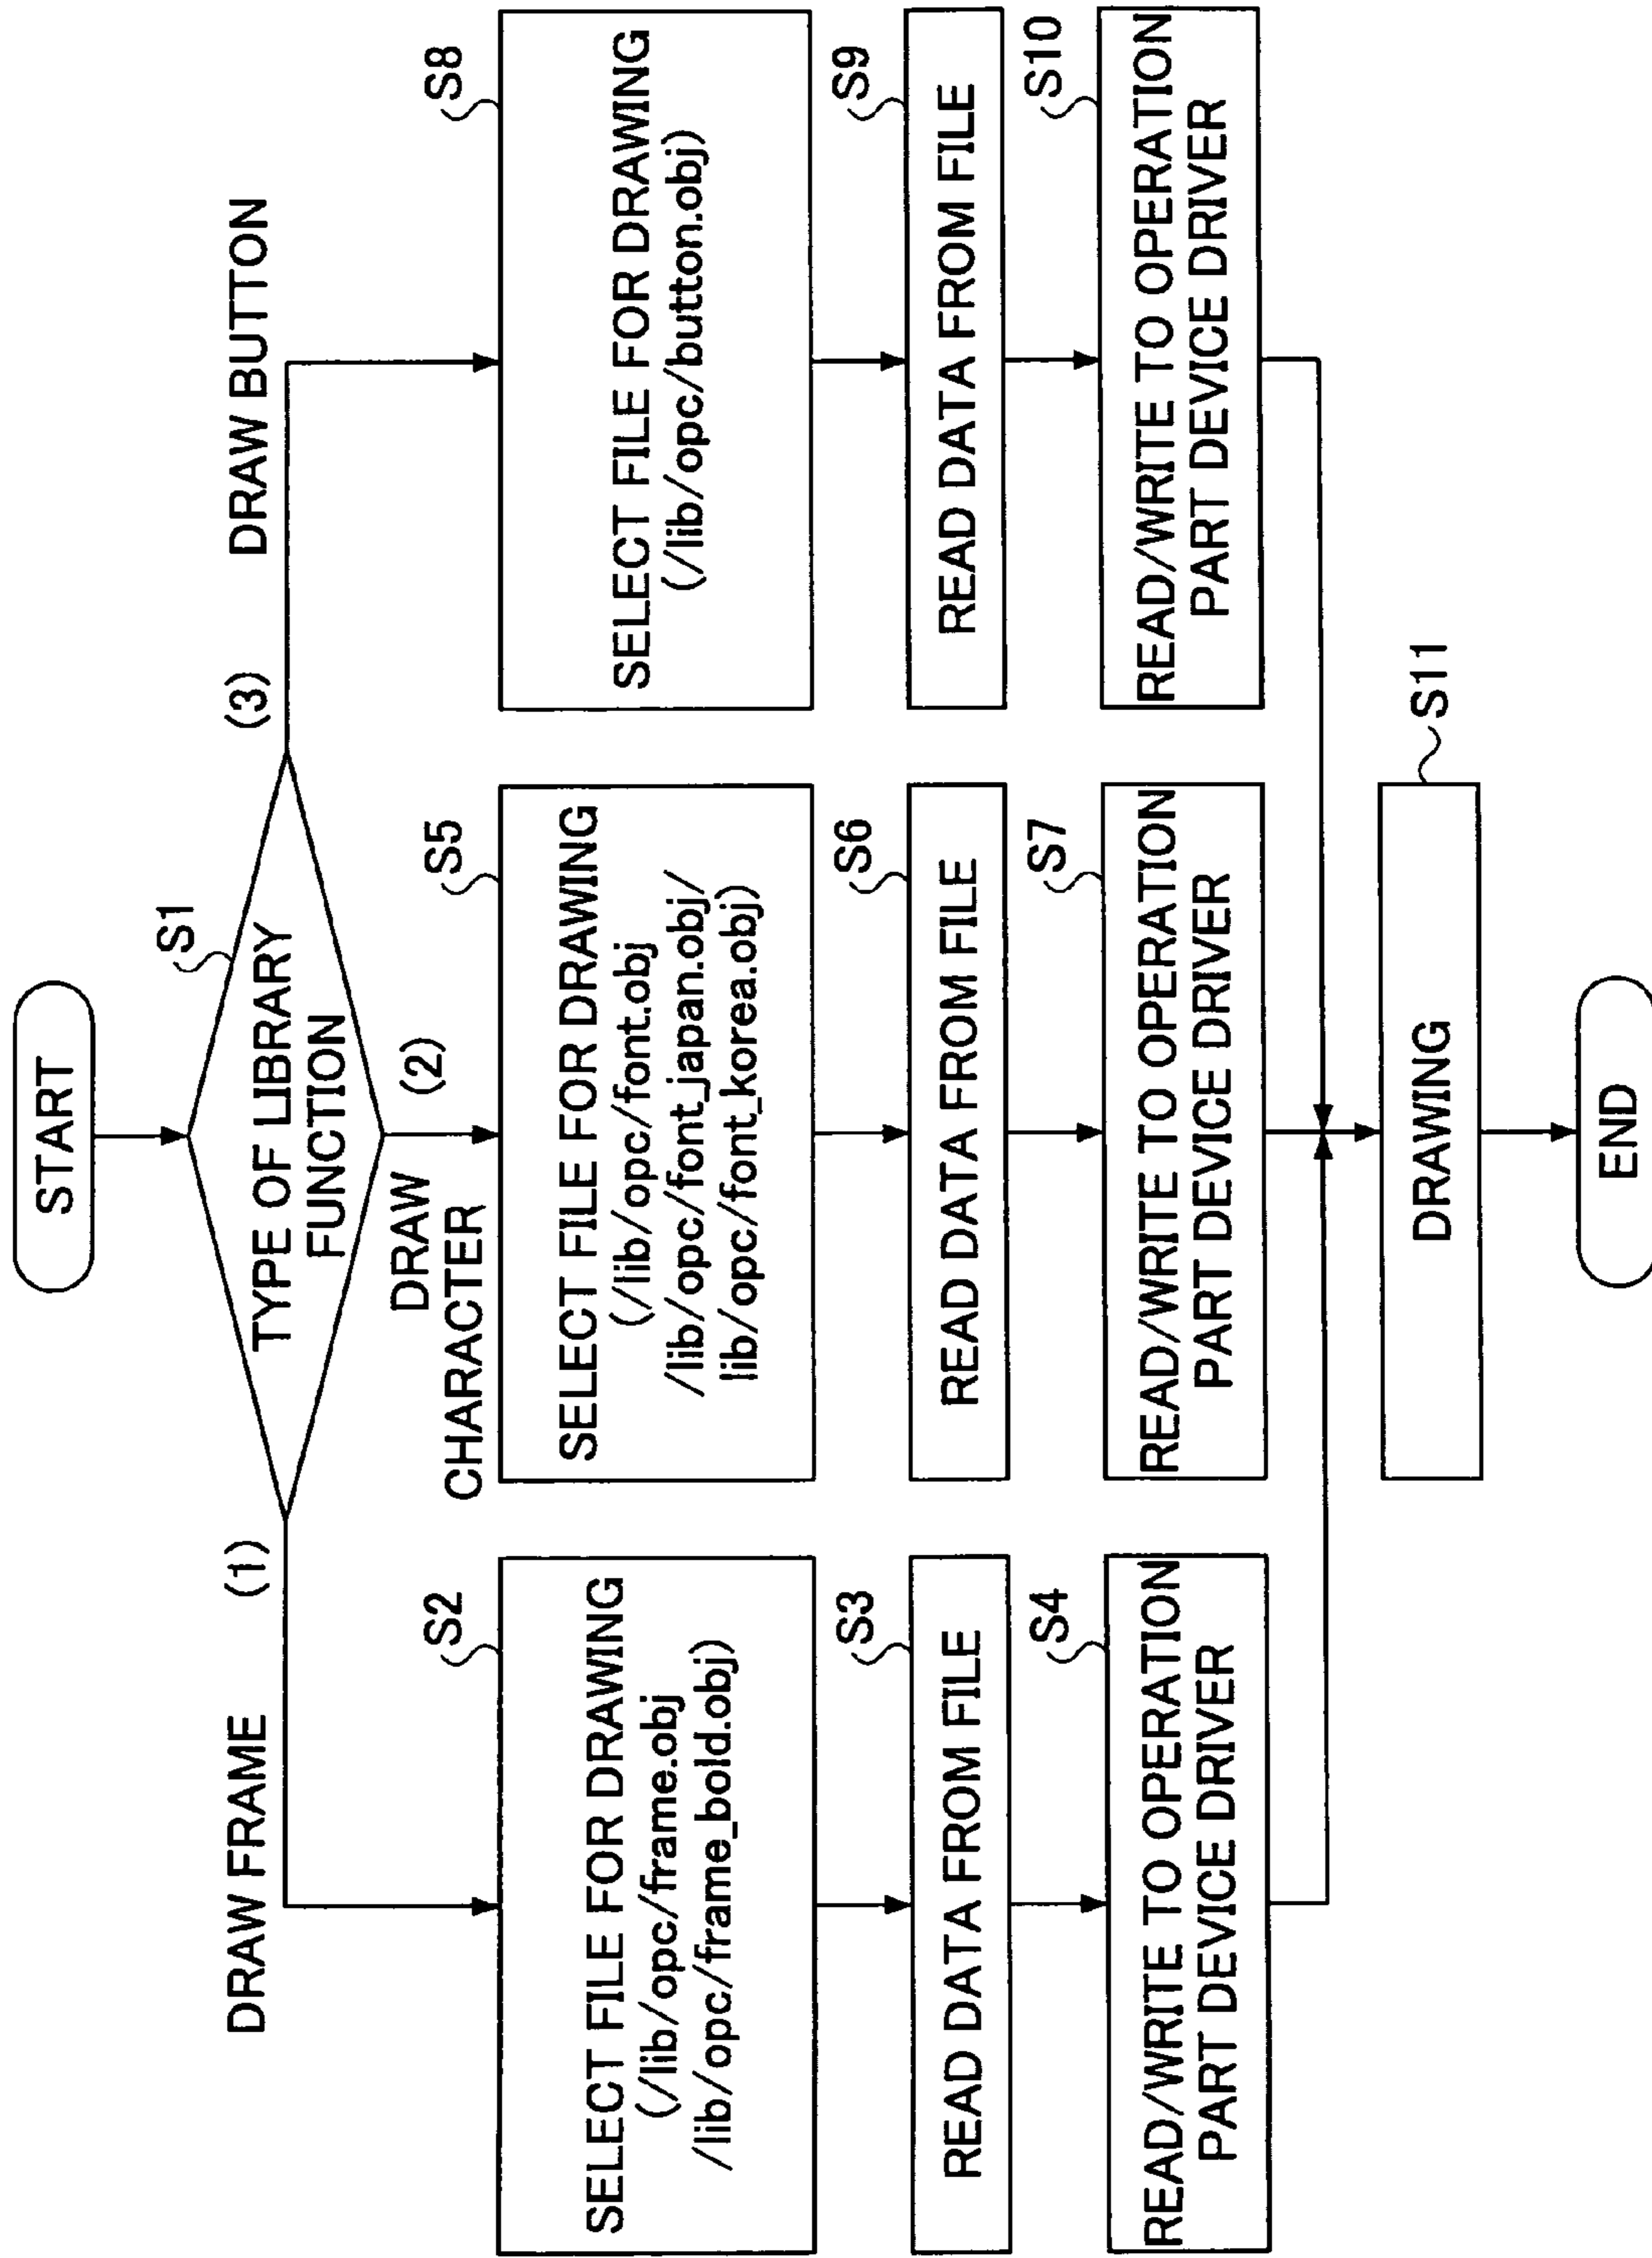 START
S1
TYPE OF LIBRARY
FUNCTION
(1)
DRAW FRAME
(2)
DRAW
CHARACTER
(3)
DRAW BUTTON
S2
SELECT FILE FOR DRAWING
(/lib/opc/frame.obj
/lib/opc/frame_bold.obj)
S3
READ DATA FROM FILE
S4
READ/WRITE TO OPERATION
PART DEVICE DRIVER
S5
SELECT FILE FOR DRAWING
(/lib/opc/font.obj
/lib/opc/font_japan.obj/
lib/opc/font_korea.obj)
S6
READ DATA FROM FILE
S7
READ/WRITE TO OPERATION
PART DEVICE DRIVER
S8
SELECT FILE FOR DRAWING
(/lib/opc/button.obj)
S9
READ DATA FROM FILE
S10
READ/WRITE TO OPERATION
PART DEVICE DRIVER
S11
DRAWING
END